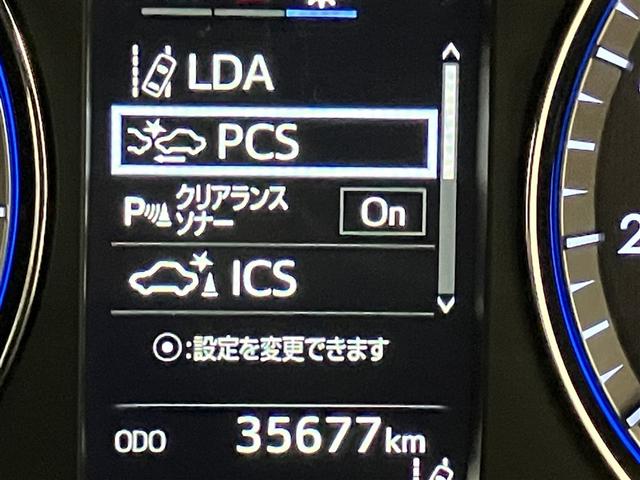 LDA
PCS
クリアランス
ソナー
On
ICS
:設定を変更できます
ODO 35677km
2